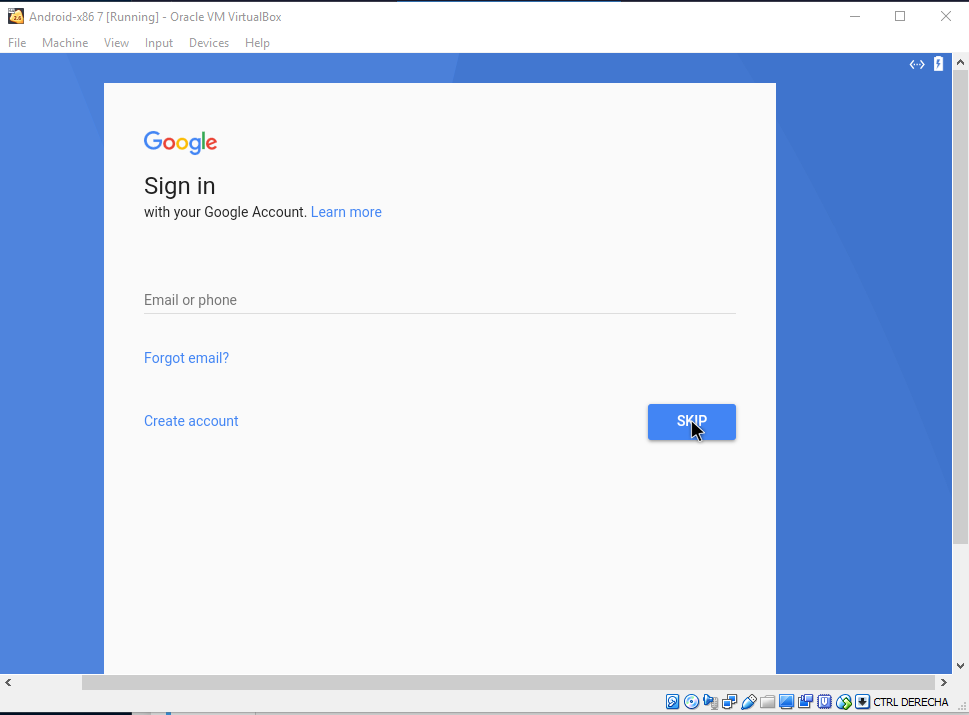 Android-x86 7 [Running] - Oracle VM VirtualBox
File Machine View Input Devices Help
Google
Sign in
with your Google Account. Learn more
Email or phone
Forgot email?
Create account
SKIP
CTRL DERECHA